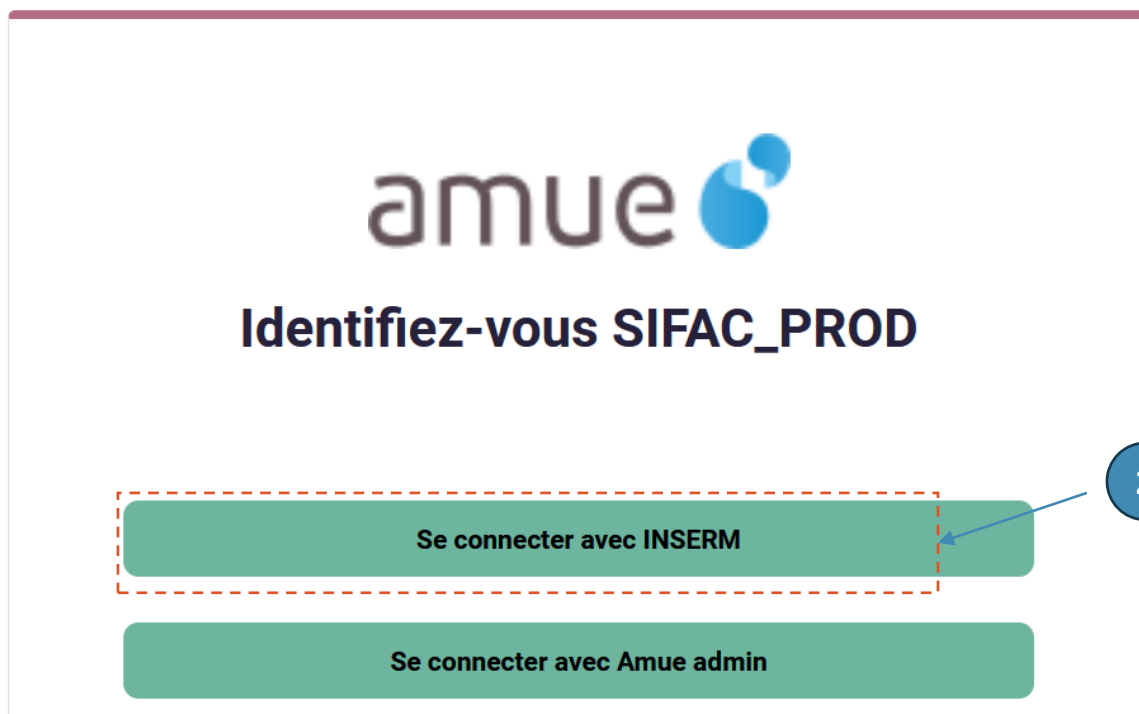 amue
Identifiez-vous SIFAC_PROD
Se connecter avec INSERM
Se connecter avec Amue admin